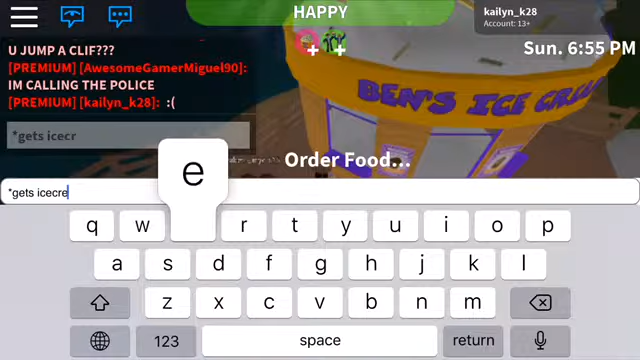 HAPPY
kailyn_k28
Account: 13+
Sun. 6:55 PM
U JUMP A CLIF???
[PREMIUM] [AwesomeGamerMiguel90]:
IM CALLING THE POLICE
[PREMIUM] [kailyn_k28]: :(
*gets icecr
BEN'S ICE CREAM
Order Food...
*gets icecre
e
q w r t y u i o p
a s d f g h j k l
z x c v b n m
123 space return